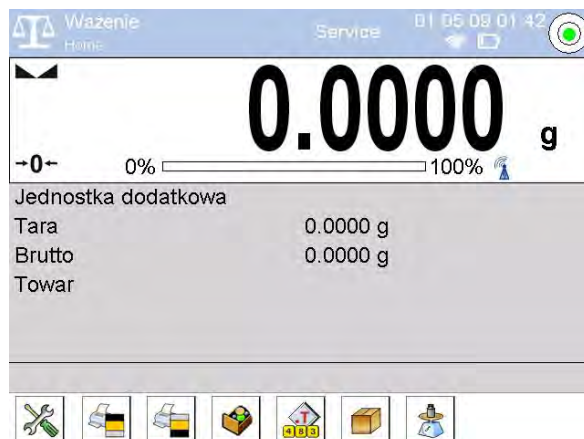 Wazenie
Home
Service
01 05 09 01:42
0.0000 g
→0←
0%
100%
Jednostka dodatkowa
Tara 0.0000 g
Brutto 0.0000 g
Towar
.T
483